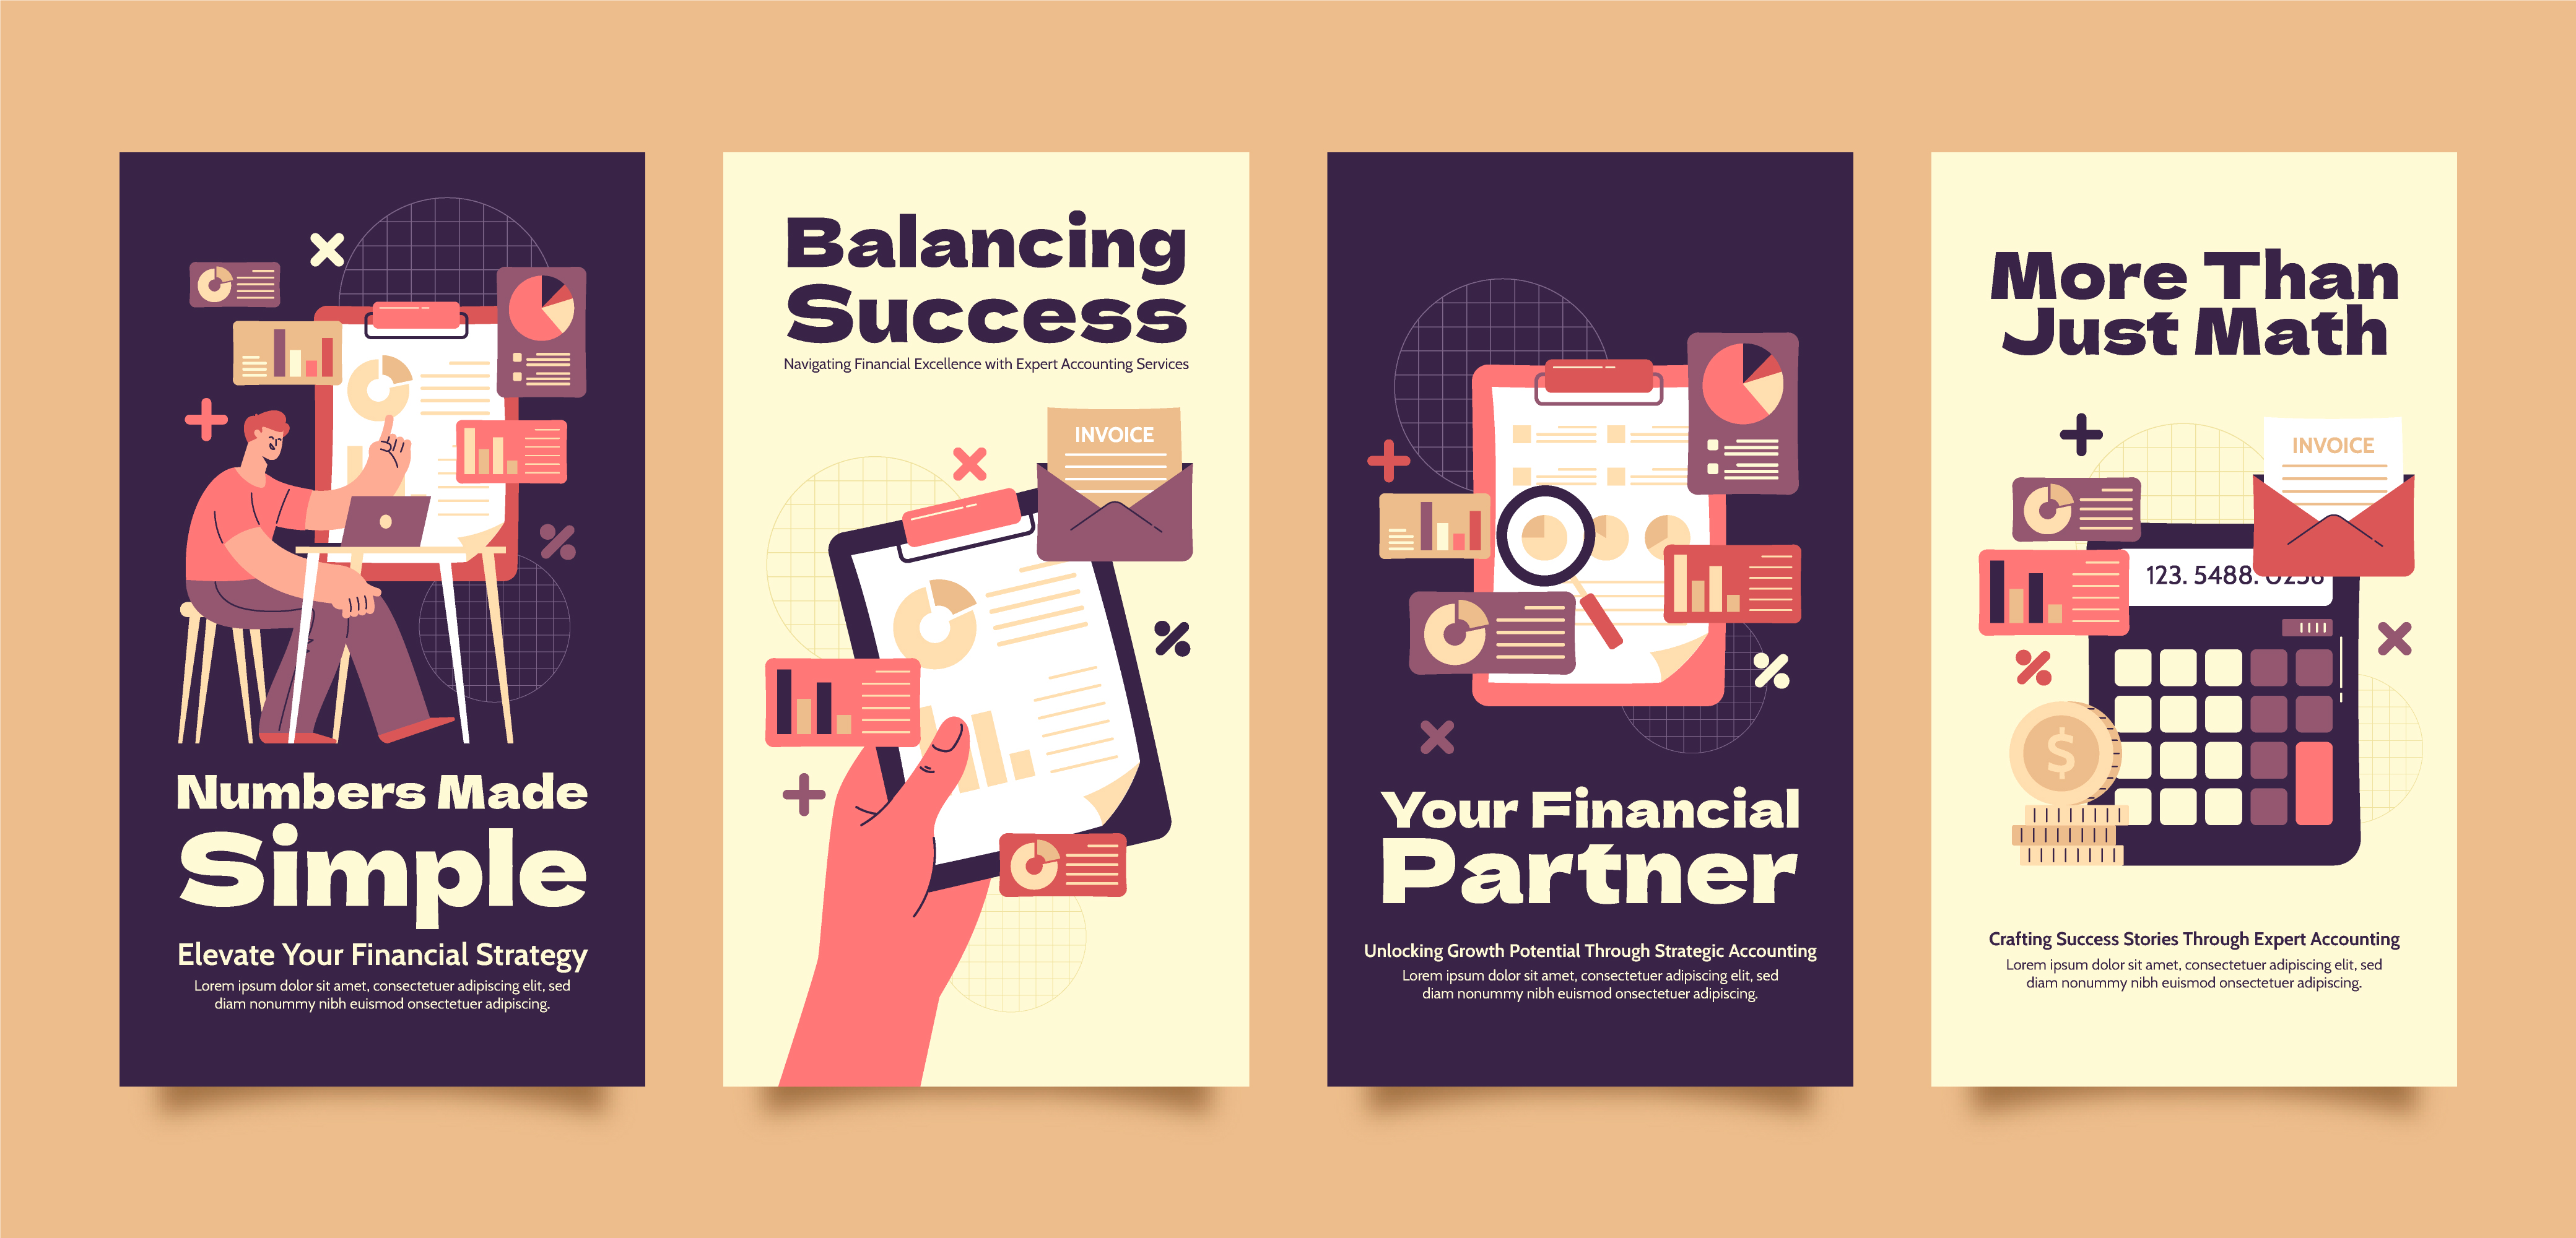 Numbers Made
Simple
Elevate Your Financial Strategy
Lorem ipsum dolor sit amet, consectetuer adipiscing elit, sed
diam nonummy nibh euismod onsectetuer adipiscing.
Balancing
Success
Navigating Financial Excellence with Expert Accounting Services
INVOICE
Your Financial
Partner
Unlocking Growth Potential Through Strategic Accounting
Lorem ipsum dolor sit amet, consectetuer adipiscing elit, sed
diam nonummy nibh euismod onsectetuer adipiscing.
More Than
Just Math
INVOICE
123. 5488.
$
Crafting Success Stories Through Expert Accounting
Lorem ipsum dolor sit amet, consectetuer adipiscing elit, sed
diam nonummy nibh euismod onsectetuer adipiscing.